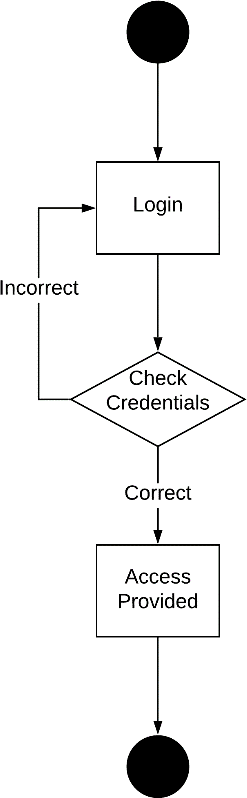 Login
Incorrect
Check
Credentials
Correct
Access
Provided